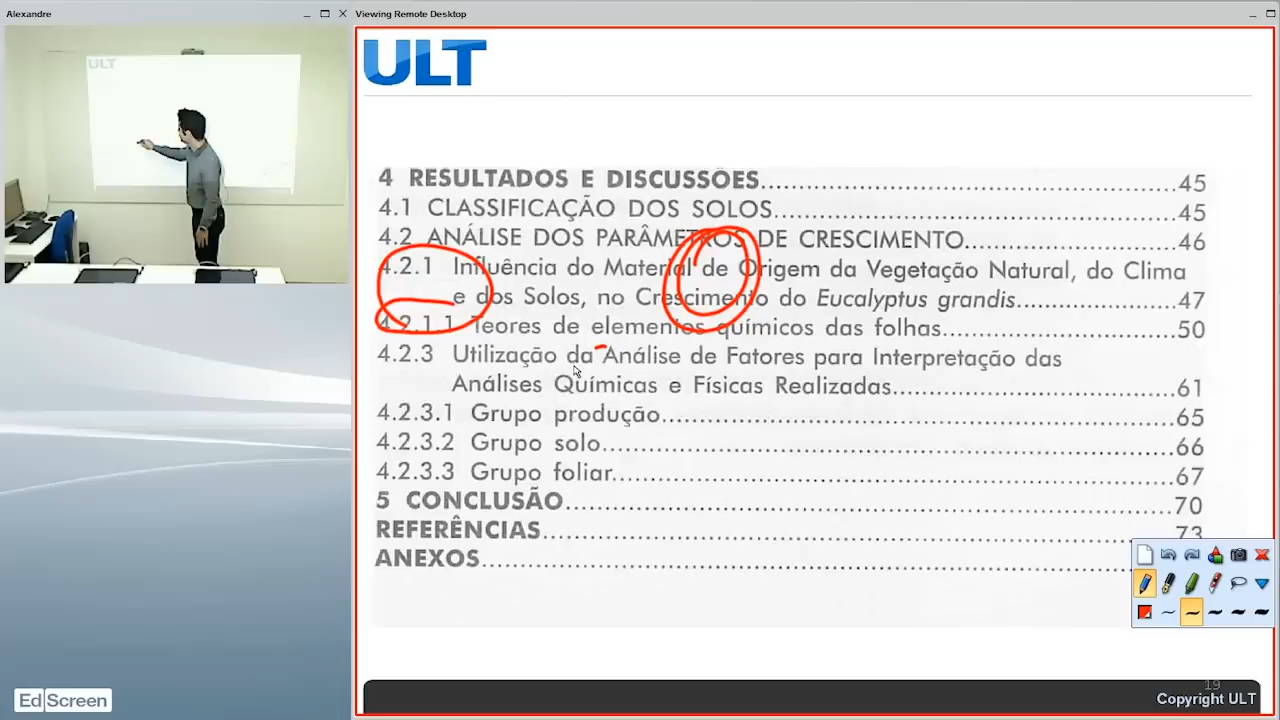 Alexandre
Viewing Remote Desktop
ULT
ULT
4 RESULTADOS E DISCUSSÕES..................................................45
4.1 CLASSIFICAÇÃO DOS SOLOS..................................................45
4.2 ANÁLISE DOS PARÂMETROS DE CRESCIMENTO..........................46
4.2.1 Influência do Material de Origem da Vegetação Natural, do Clima
e dos Solos, no Crescimento do Eucalyptus grandis......................47
4.2.1.1 Teores de elementos químicos das folhas................................50
4.2.3 Utilização da Análise de Fatores para Interpretação das
Análises Químicas e Físicas Realizadas......................................61
4.2.3.1 Grupo produção..................................................................65
4.2.3.2 Grupo solo.........................................................................66
4.2.3.3 Grupo foliar........................................................................67
5 CONCLUSÃO.............................................................................70
REFERÊNCIAS...............................................................................73
ANEXOS.........................................................................
19
Copyright ULT
Ed Screen